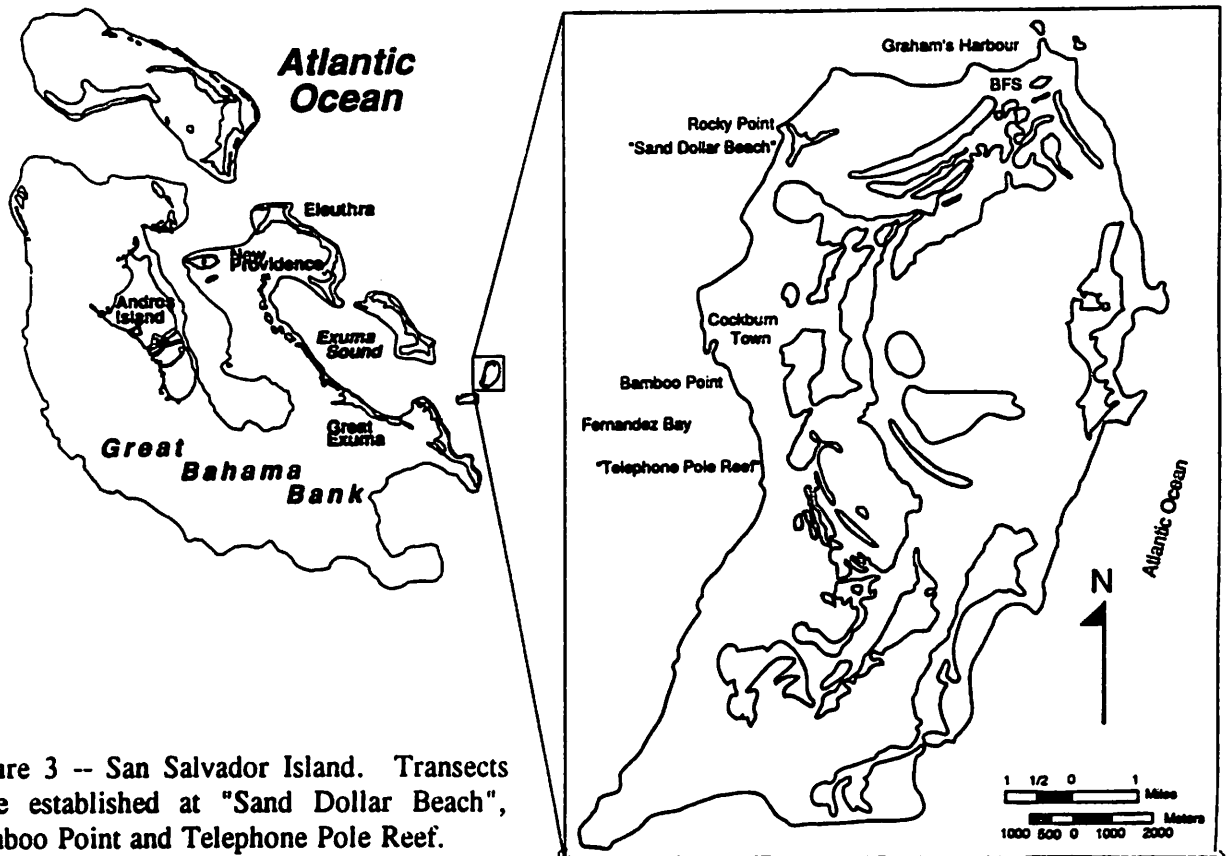 Atlantic
Ocean
Eleuthra
New
Providence
Andros
Island
Exuma
Sound
Great
Exuma
Great
Bahama
Bank
Graham's Harbour
BFS
Rocky Point
"Sand Dollar Beach"
Cockburn
Town
Bamboo Point
Fernandez Bay
"Telephone Pole Reef"
Atlantic Ocean
N
1 1/2 0 1
Miles
Meters
1000 500 0 1000 2000
ure 3 -- San Salvador Island. Transects
e established at "Sand Dollar Beach",
nboo Point and Telephone Pole Reef.